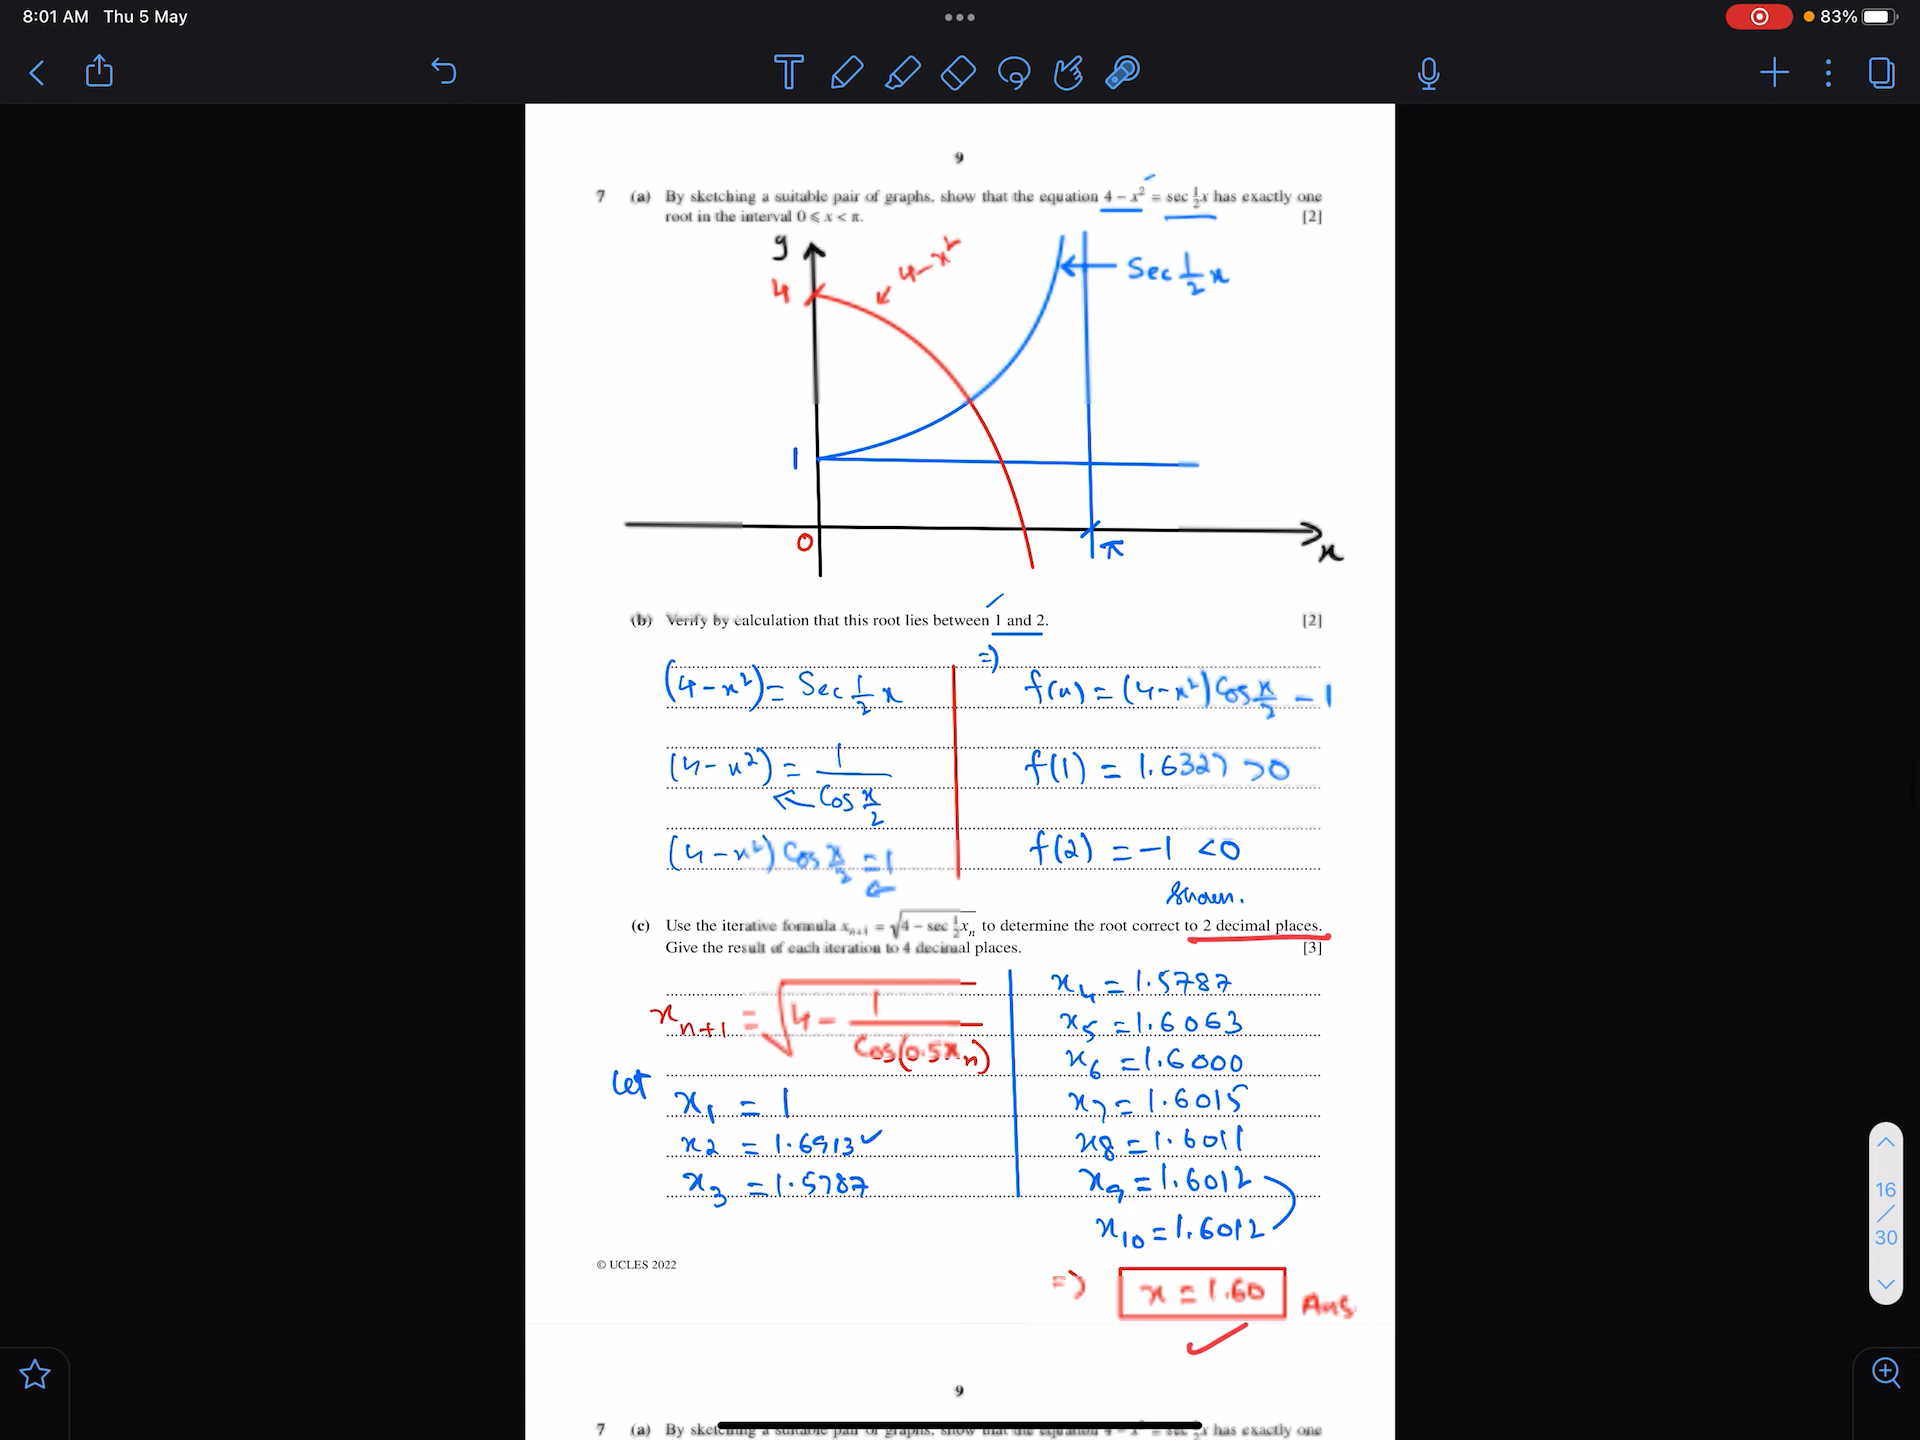 8:01 AM Thu 5 May
83%
9
7 (a) By sketching a suitable pair of graphs, show that the equation 4 − x² = sec ½x has exactly one
root in the interval 0 ⩽ x < π. [2]
y
4
4-x²
Sec ½ x
1
0
π
x
(b) Verify by calculation that this root lies between 1 and 2. [2]
=)
(4-x²) = Sec ½ x
f(x) = (4-x²) Cos x/2 - 1
(4-x²) = 1/Cos x/2
f(1) = 1.6327 >0
(4-x²) Cos x/2 = 1
f(2) = -1 <0
Shown.
(c) Use the iterative formula xₙ₊₁ = √(4 − sec ½xₙ) to determine the root correct to 2 decimal places.
Give the result of each iteration to 4 decimal places. [3]
xₙ₊₁ = √(4 - 1/Cos(0.5xₙ))
Let
x₁ = 1
x2 = 1.6913
x₃ = 1.5787
x₄ = 1.5787
x₅ = 1.6063
x₆ = 1.6000
x₇ = 1.6015
x8 = 1.6011
x₉ = 1.6012
x₁₀ = 1.6012
© UCLES 2022
=) x = 1.60 Ans.
16
/
30
9
7 (a) By sketching a suitable pair of graphs, show that the equation 4 − x² = sec ½x has exactly one